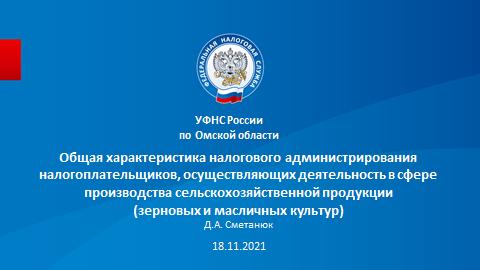 ФЕДЕРАЛЬНАЯ НАЛОГОВАЯ СЛУЖБА
УФНС России
по Омской области
Общая характеристика налогового администрирования
налогоплательщиков, осуществляющих деятельность в сфере
производства сельскохозяйственной продукции
(зерновых и масличных культур)
Д.А. Сметанюк
18.11.2021